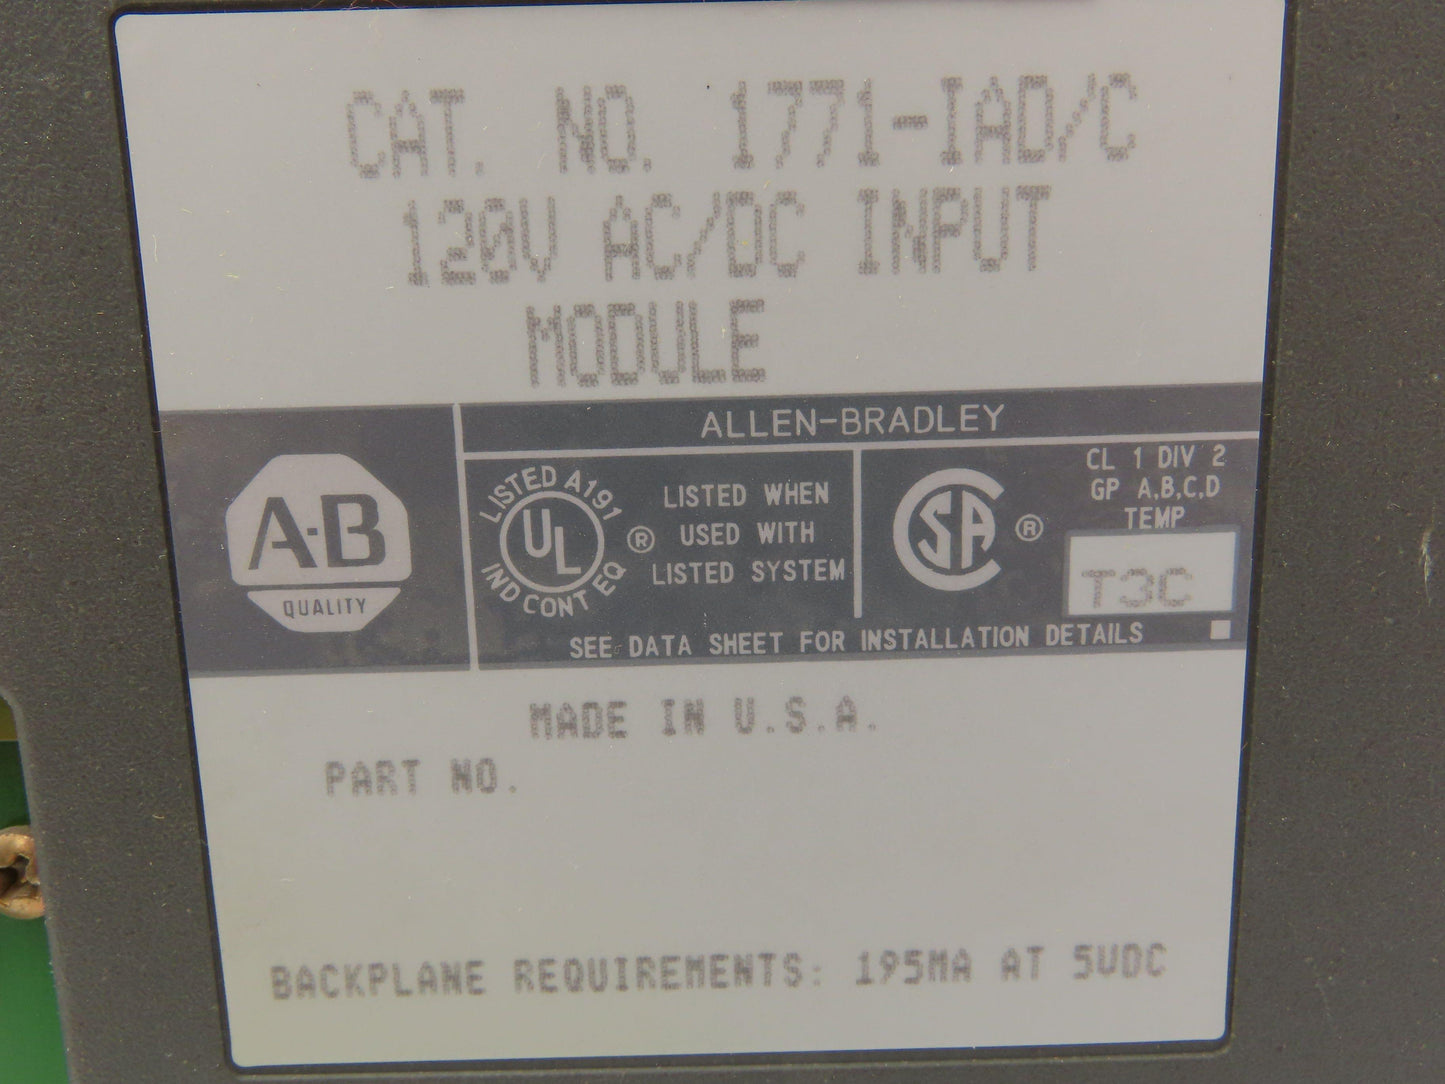 CAT. NO. 1771-IAD/C
120V AC/DC INPUT
MODULE
ALLEN-BRADLEY
A-B
QUALITY
LISTED A191
UL
IND CONT EQ
®
LISTED WHEN
USED WITH
LISTED SYSTEM
SA
®
CL 1 DIV 2
GP A,B,C,D
TEMP
T3C
SEE DATA SHEET FOR INSTALLATION DETAILS
MADE IN U.S.A.
PART NO.
BACKPLANE REQUIREMENTS: 195MA AT 5VDC